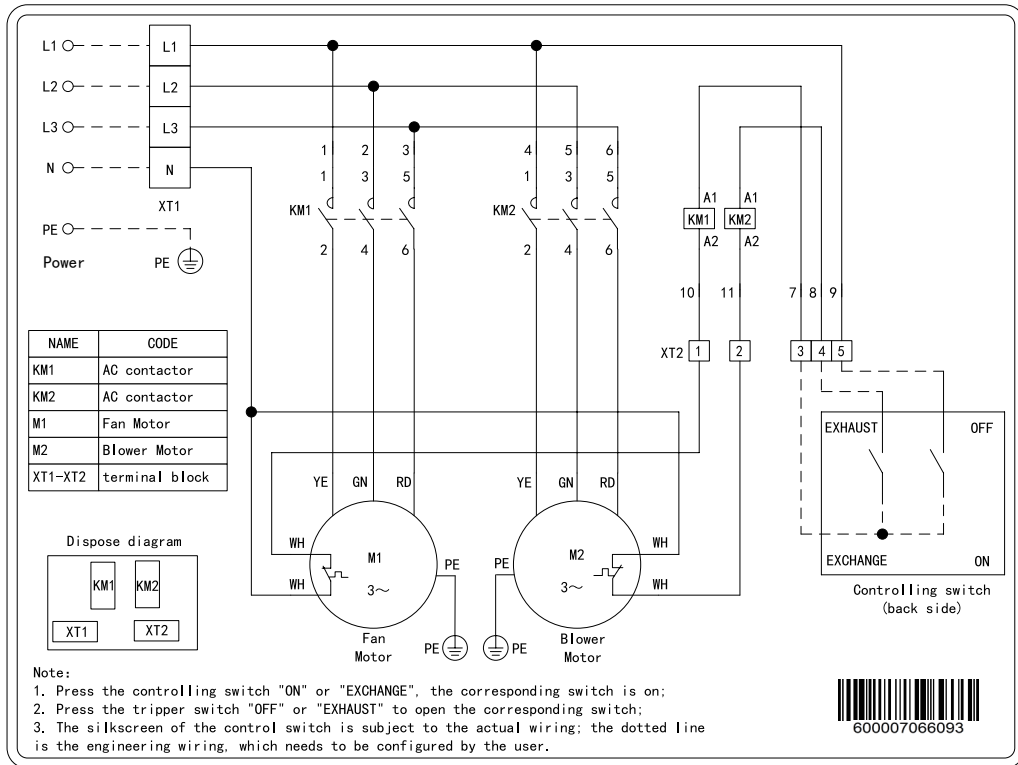 L1
L1
L2
L2
L3
L3
N
N
XT1
PE
Power
PE
1 2 3 4 5 6
1 3 5 1 3 5
KM1
KM2
2 4 6 2 4 6
A1 A1
KM1 KM2
A2 A2
10 11 7 8 9
XT2 1 2 3 4 5
NAME CODE
KM1 AC contactor
KM2 AC contactor
M1 Fan Motor
M2 Blower Motor
XT1-XT2 terminal block
EXHAUST OFF
EXCHANGE ON
Controlling switch
(back side)
YE GN RD YE GN RD
WH M1 PE PE M2 WH
WH 3～ 3～ WH
Fan
Motor
PE PE
Blower
Motor
Dispose diagram
KM1 KM2
XT1 XT2
Note:
1. Press the controlling switch "ON" or "EXCHANGE", the corresponding switch is on;
2. Press the tripper switch "OFF" or "EXHAUST" to open the corresponding switch;
3. The silkscreen of the control switch is subject to the actual wiring; the dotted line
is the engineering wiring, which needs to be configured by the user.
600007066093